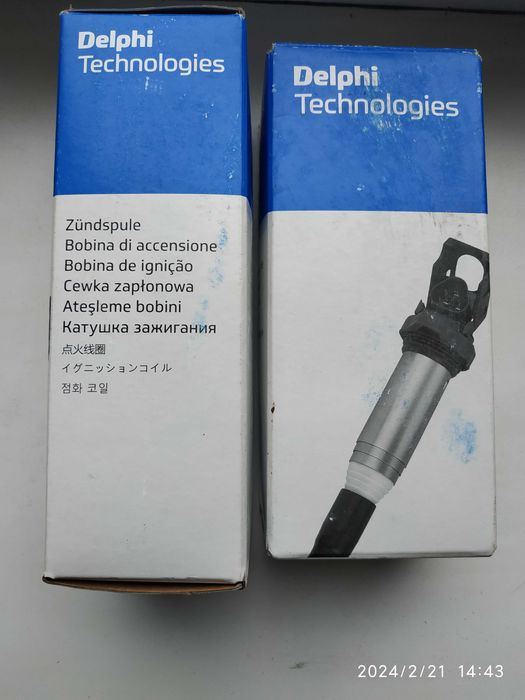 Delphi
Technologies
Zündspule
Bobina di accensione
Bobina de ignição
Cewka zapłonowa
Ateşleme bobini
Катушка зажигания
点火线圈
イグニッションコイル
점화 코일
Delphi
Technologies
2024/2/21 14:43